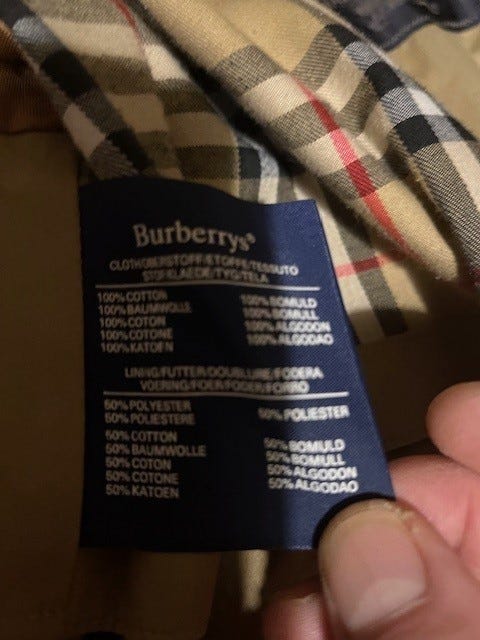 Burberrys®
CLOTH/OBERSTOFF/ETOFFE/TESSUTO
STOF/KLAEDE/TYG/TELA
100% COTTON 100% BOMULD
100% BAUMWOLLE 100% BOMULL
100% COTON 100% ALGODON
100% COTONE 100% ALGODAO
100% KATOEN
LINING/FUTTER/DOUBLURE/FODERA
VOERING/FOER/FODER/FORRO
50% POLYESTER 50% POLIESTER
50% POLIESTERE
50% COTTON 50% BOMULD
50% BAUMWOLLE 50% BOMULL
50% COTON 50% ALGODON
50% COTONE 50% ALGODAO
50% KATOEN